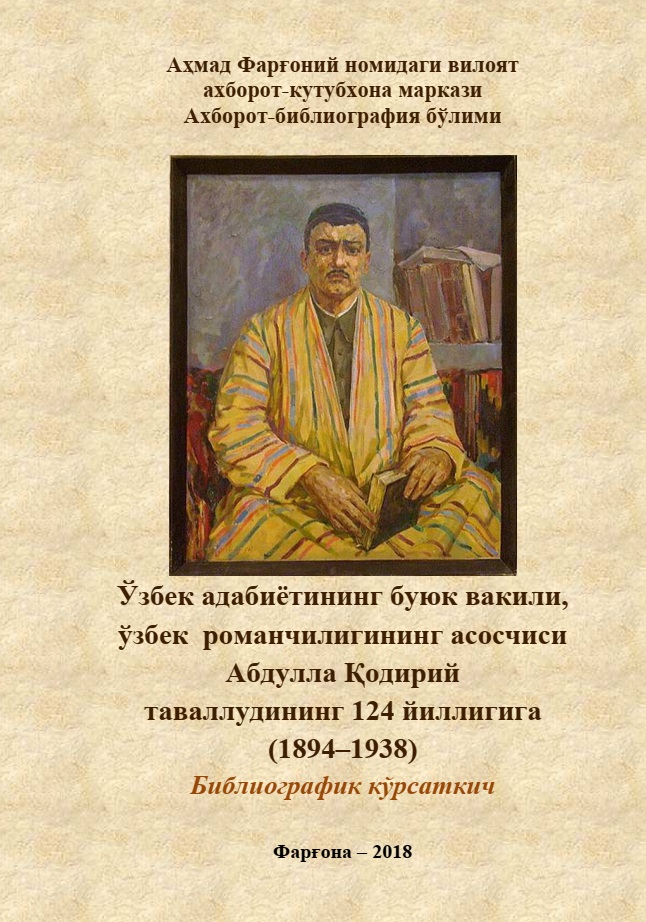 Аҳмад Фарғоний номидаги вилоят
ахборот-кутубхона маркази
Ахборот-библиография бўлими
Ўзбек адабиётининг буюк вакили,
ўзбек романчилигининг асосчиси
Абдулла Қодирий
таваллудининг 124 йиллигига
(1894–1938)
Библиографик кўрсаткич
Фарғона – 2018